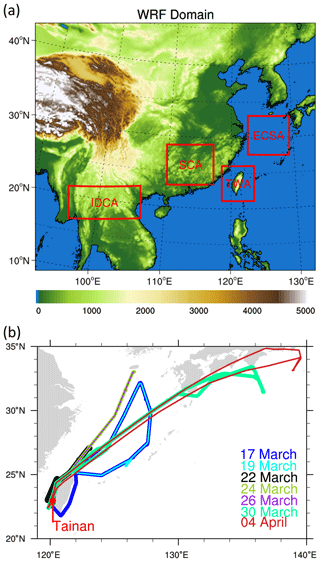 (a)
WRF Domain
40°N
30°N
20°N
10°N
ECSA
SCA
TWA
IDCA
100°E 110°E 120°E 130°E
0 1000 2000 3000 4000 5000
(b)
35°N
30°N
25°N
20°N
17 March
19 March
22 March
24 March
26 March
30 March
04 April
Tainan
120°E 130°E 140°E